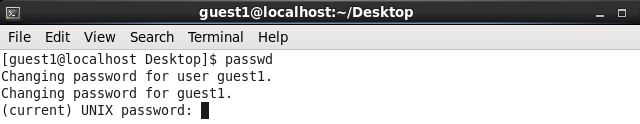 guest1@localhost:~/Desktop
File Edit View Search Terminal Help
[guest1@localhost Desktop]$ passwd
Changing password for user guest1.
Changing password for guest1.
(current) UNIX password: